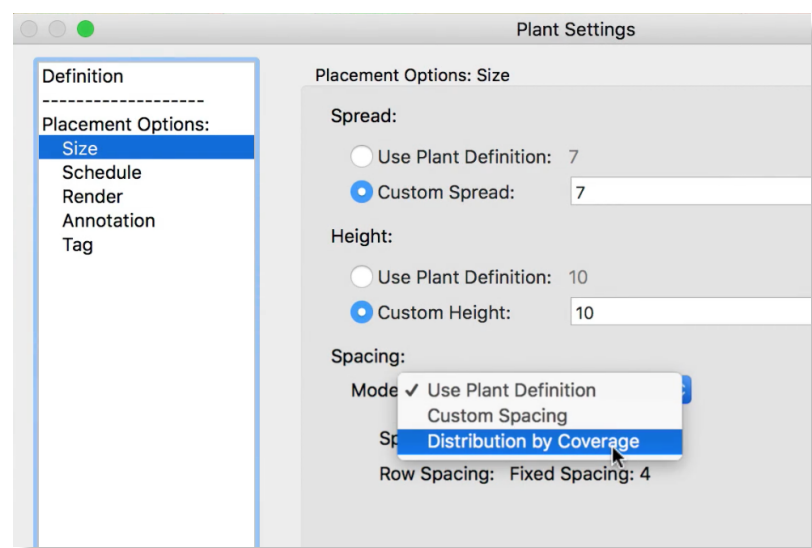 Plant Settings
Definition
-------------------
Placement Options:
Size
Schedule
Render
Annotation
Tag
Placement Options: Size
Spread:
Use Plant Definition: 7
Custom Spread: 7
Height:
Use Plant Definition: 10
Custom Height: 10
Spacing:
Mode ✓ Use Plant Definition
Custom Spacing
Distribution by Coverage
Row Spacing: Fixed Spacing: 4